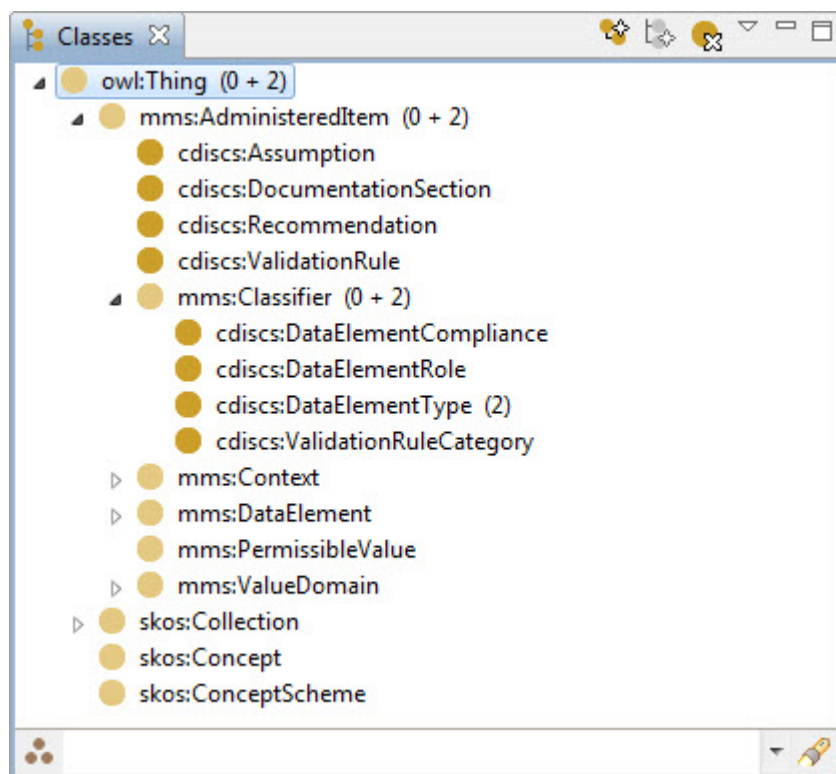 Classes
owl:Thing (0 + 2)
mms:AdministeredItem (0 + 2)
cdiscs:Assumption
cdiscs:DocumentationSection
cdiscs:Recommendation
cdiscs:ValidationRule
mms:Classifier (0 + 2)
cdiscs:DataElementCompliance
cdiscs:DataElementRole
cdiscs:DataElementType (2)
cdiscs:ValidationRuleCategory
mms:Context
mms:DataElement
mms:PermissibleValue
mms:ValueDomain
skos:Collection
skos:Concept
skos:ConceptScheme